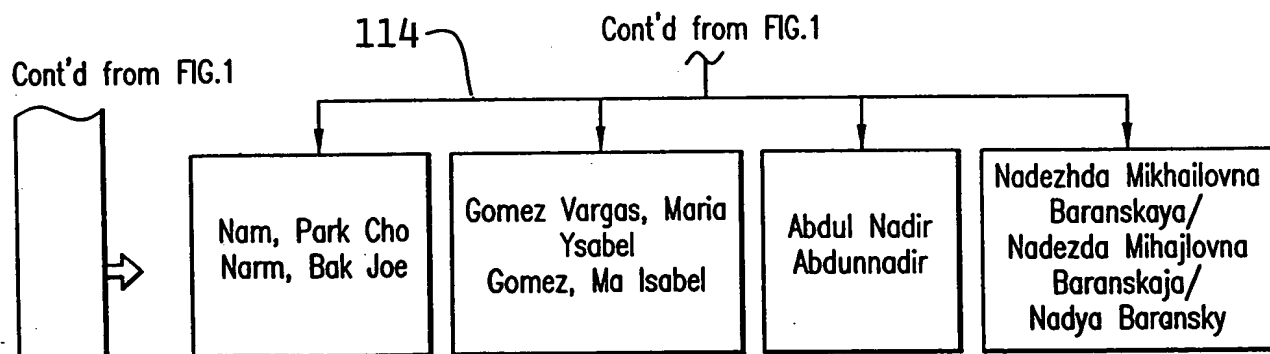 114
Cont'd from FIG.1
Cont'd from FIG.1
Nam, Park Cho
Narm, Bak Joe
Gomez Vargas, Maria
Ysabel
Gomez, Ma Isabel
Abdul Nadir
Abdunnadir
Nadezhda Mikhailovna
Baranskaya/
Nadezda Mihajlovna
Baranskaja/
Nadya Baransky